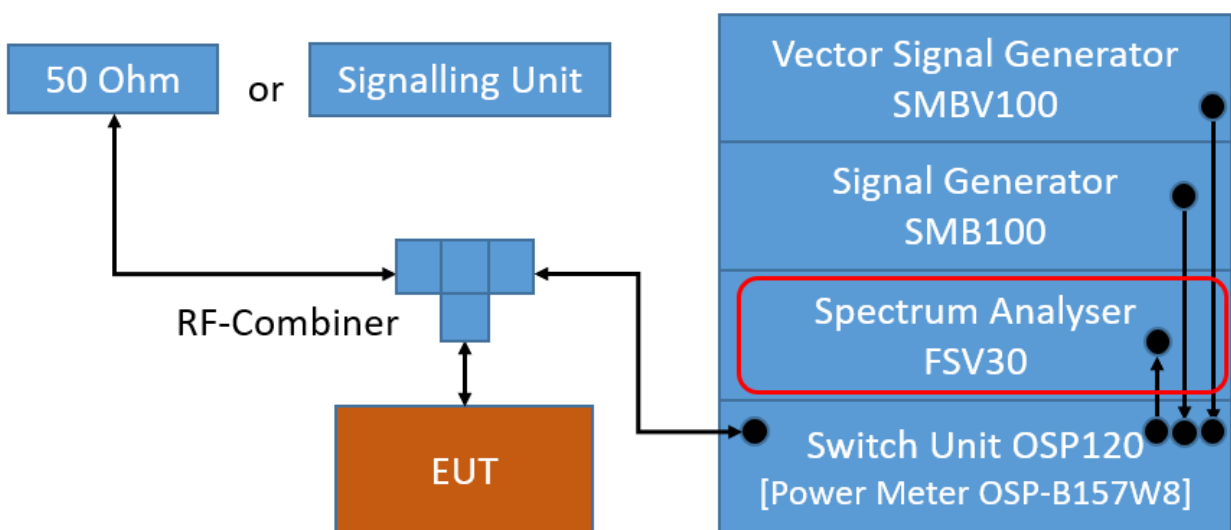 50 Ohm
or
Signalling Unit
RF-Combiner
EUT
Vector Signal Generator
SMBV100
Signal Generator
SMB100
Spectrum Analyser
FSV30
Switch Unit OSP120
[Power Meter OSP-B157W8]